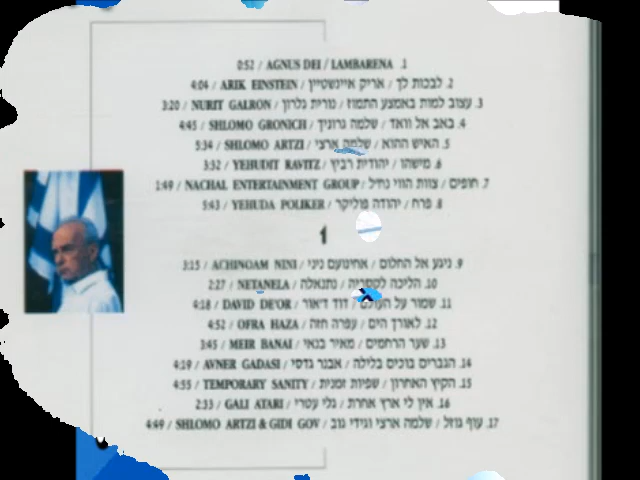 1. AGNUS DEI / LAMBARENA / 0:52
2. לבכות לך / אריק איינשטיין / ARIK EINSTEIN / 4:04
3. עצוב למות באמצע התמוז / נורית גלרון / NURIT GALRON / 3:20
4. באב אל וואד / שלמה גרוניך / SHLOMO GRONICH / 4:45
5. האיש ההוא / שלמה ארצי / SHLOMO ARTZI / 5:34
6. מישהו / יהודית רביץ / YEHUDIT RAVITZ / 3:32
7. חופים / צוות הווי נחיל / NACHAL ENTERTAINMENT GROUP / 1:49
8. פרח / יהודה פוליקר / YEHUDA POLIKER / 5:43
1
9. ניגע אל החלום / אחינועם ניני / ACHINOAM NINI / 3:15
10. הליכה לקסריה / נתנאלה / NETANELA / 2:27
11. שמור על העולם / דוד ד'אור / DAVID DE'OR / 4:18
12. לאורך הים / עפרה חזה / OFRA HAZA / 4:52
13. שער הרחמים / מאיר בנאי / MEIR BANAI / 3:45
14. הגברים בוכים בלילה / אבנר גדסי / AVNER GADASI / 4:19
15. הקיץ האחרון / שפיות זמנית / TEMPORARY SANITY / 4:55
16. אין לי ארץ אחרת / גלי עטרי / GALI ATARI / 2:33
17. עוף גוזל / שלמה ארצי וגידי גוב / SHLOMO ARTZI & GIDI GOV / 4:49